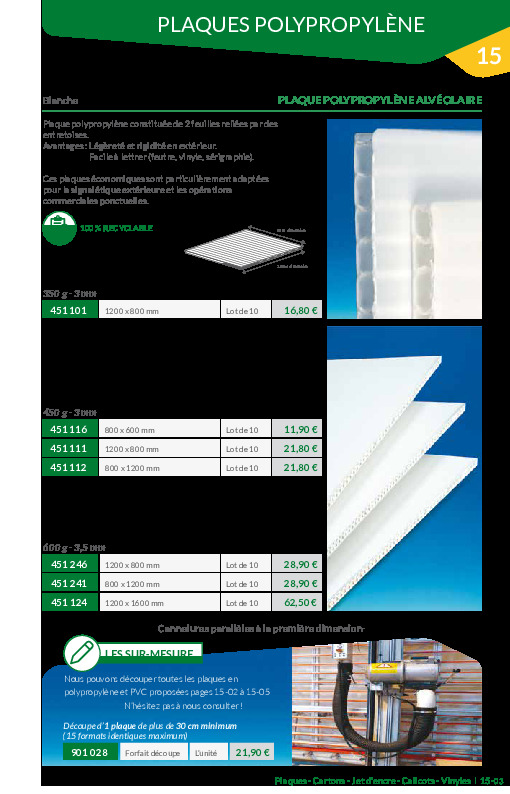 PLAQUES POLYPROPYLÈNE
15
Blanche
PLAQUE POLYPROPYLÈNE ALVÉOLAIRE
Plaque polypropylène constituée de 2 feuilles reliées par des
entretoises.
Avantages : Légèreté et rigidité en extérieur.
Facile à lettrer (feutre, vinyle, sérigraphie).
Ces plaques économiques sont particulièrement adaptées
pour la signalétique extérieure et les opérations
commerciales ponctuelles.
100 % RECYCLABLE
350 g - 3 mm
451 101 1200 x 800 mm Lot de 10 16,80 €
450 g - 3 mm
451 116 800 x 600 mm Lot de 10 11,90 €
451 111 1200 x 800 mm Lot de 10 21,80 €
451 112 800 x 1200 mm Lot de 10 21,80 €
600 g - 3,5 mm
451 246 1200 x 800 mm Lot de 10 28,90 €
451 241 800 x 1200 mm Lot de 10 28,90 €
451 124 1200 x 1600 mm Lot de 10 62,50 €
Cannelures parallèles à la première dimension
LES SUR-MESURE
Nous pouvons découper toutes les plaques en
polypropylène et PVC proposées pages 15-02 à 15-05
N'hésitez pas à nous consulter !
Découpe d'1 plaque de plus de 30 cm minimum
(15 formats identiques maximum)
901 028 Forfait découpe L'unité 21,90 €
Plaques - Cartons - Jet d'encre - Calicots - Vinyles | 15-03